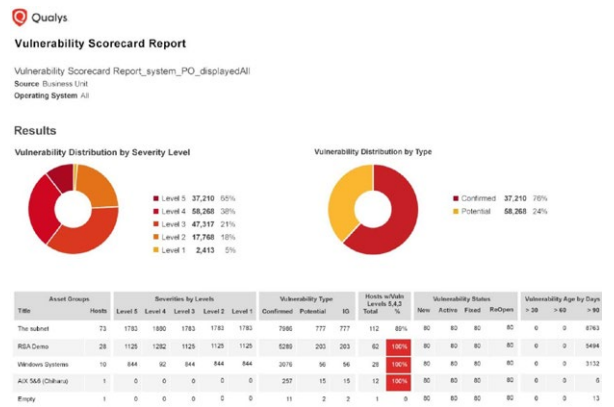 Qualys
Vulnerability Scorecard Report
Vulnerability Scorecard Report_system_PO_displayedAll
Source Business Unit
Operating System All
Results
Vulnerability Distribution by Severity Level
Level 5 37,210 68%
Level 4 58,268 38%
Level 3 47,317 21%
Level 2 17,768 18%
Level 1 2,413 5%
Vulnerability Distribution by Type
Confirmed 37,210 76%
Potential 58,268 24%
Asset Groups Severities by Levels Vulnerability Type Hosts w/Vuln Levels 5,4,3 Vulnerability Status Vulnerability Age by Days
Title Hosts Level 5 Level 4 Level 3 Level 2 Level 1 Confirmed Potential IG Total % New Active Fixed ReOpen > 30 > 60 > 90
The subnet 73 1783 1880 1783 1783 1783 7986 777 777 112 89% 80 80 80 80 0 0 8763
RSA Demo 28 1125 1282 1125 1125 1125 5289 203 203 62 100% 80 80 80 80 0 0 5494
Windows Systems 10 844 92 844 844 844 3076 56 56 28 100% 80 80 80 80 0 0 3132
AIX 5&6 (Chiharu) 1 0 0 0 0 0 257 15 15 12 100% 80 80 80 80 0 0
Empty 1 0 0 0 0 0 11 2 2 1 0 80 80 80 80 0 0 13